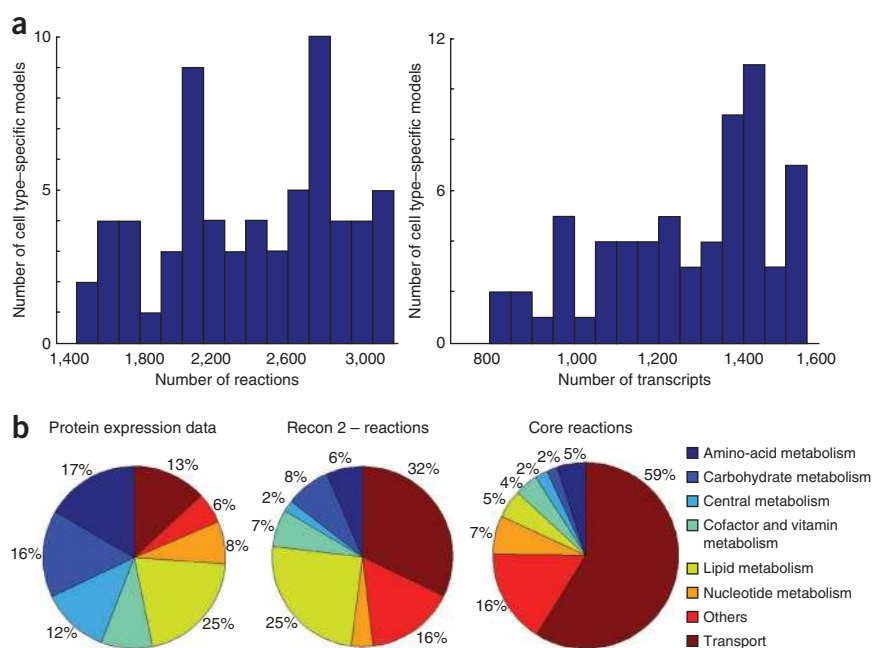 a
10
5
0
Number of cell type–specific models
1,400 1,800 2,200 2,600 3,000
Number of reactions
12
6
0
Number of cell type–specific models
800 1,000 1,200 1,400 1,600
Number of transcripts
b
Protein expression data
17%
13%
6%
8%
25%
12%
16%
Recon 2 – reactions
6%
32%
16%
25%
7%
2%
8%
Core reactions
5%
59%
16%
7%
5%
4%
2%
2%
Amino-acid metabolism
Carbohydrate metabolism
Central metabolism
Cofactor and vitamin
metabolism
Lipid metabolism
Nucleotide metabolism
Others
Transport